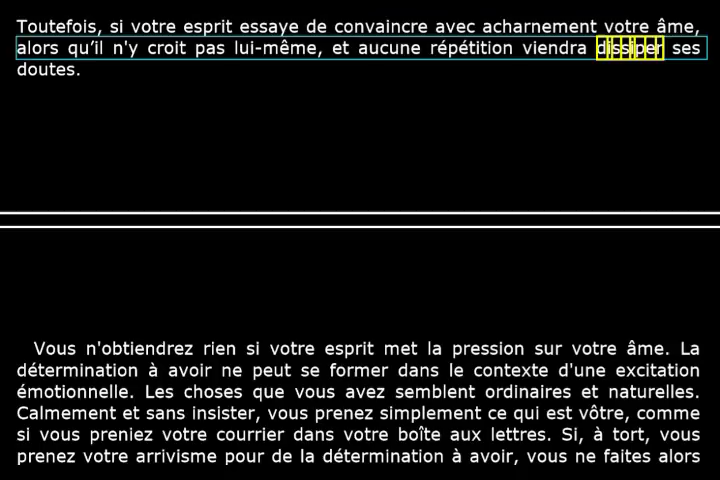 Toutefois, si votre esprit essaye de convaincre avec acharnement votre âme,
alors qu’il n'y croit pas lui-même, et aucune répétition viendra dissiper ses
doutes.
Vous n'obtiendrez rien si votre esprit met la pression sur votre âme. La
détermination à avoir ne peut se former dans le contexte d'une excitation
émotionnelle. Les choses que vous avez semblent ordinaires et naturelles.
Calmement et sans insister, vous prenez simplement ce qui est vôtre, comme
si vous preniez votre courrier dans votre boîte aux lettres. Si, à tort, vous
prenez votre arrivisme pour de la détermination à avoir, vous ne faites alors